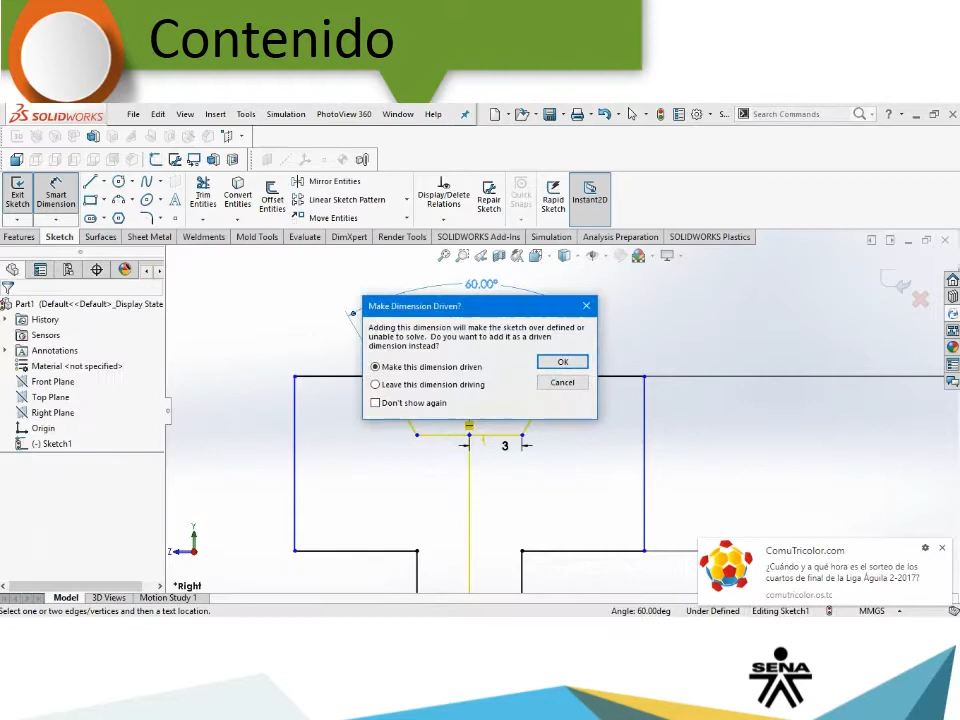 Contenido
SOLIDWORKS
File Edit View Insert Tools Simulation PhotoView 360 Window Help
S... Search Commands
Exit Sketch
Smart Dimension
Trim Entities
Convert Entities
Offset Entities
Mirror Entities
Linear Sketch Pattern
Move Entities
Display/Delete Relations
Repair Sketch
Quick Snaps
Rapid Sketch
Instant2D
Features Sketch Surfaces Sheet Metal Weldments Mold Tools Evaluate DimXpert Render Tools SOLIDWORKS Add-Ins Simulation Analysis Preparation SOLIDWORKS Plastics
Part1 (Default<<Default>_Display State
History
Sensors
Annotations
Material <not specified>
Front Plane
Top Plane
Right Plane
Origin
(-) Sketch1
60.00°
Make Dimension Driven?
Adding this dimension will make the sketch over defined or
unable to solve. Do you want to add it as a driven
dimension instead?
Make this dimension driven
Leave this dimension driving
Don't show again
OK
Cancel
3
Y
Z
*Right
ComuTricolor.com
¿Cuándo y a qué hora es el sorteo de los
cuartos de final de la Liga Águila 2-2017?
comutricolor.os.tc
Model 3D Views Motion Study 1
Select one or two edges/vertices and then a text location.
Angle: 60.00deg Under Defined Editing Sketch1 MMGS
SENA